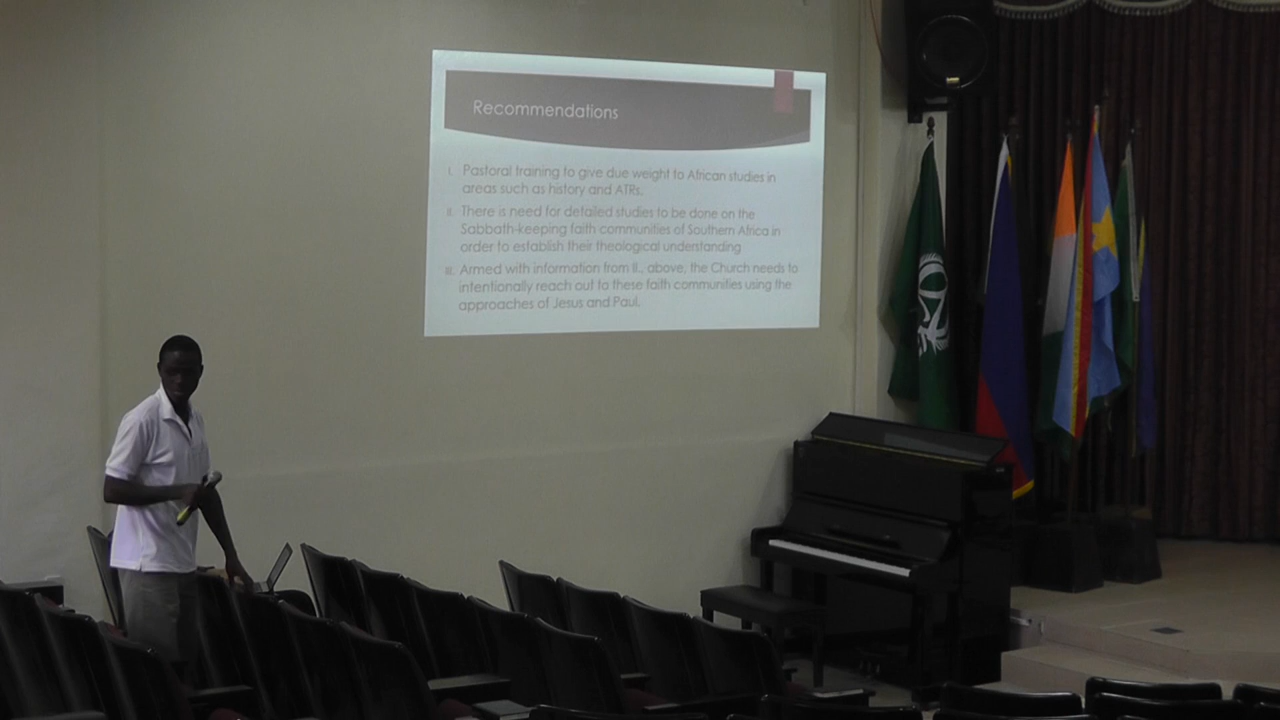 Recommendations
I. Pastoral training to give due weight to African studies in
areas such as history and ATRs.
II. There is need for detailed studies to be done on the
Sabbath-keeping faith communities of Southern Africa in
order to establish their theological understanding
III. Armed with information from II., above, the Church needs to
intentionally reach out to these faith communities using the
approaches of Jesus and Paul.